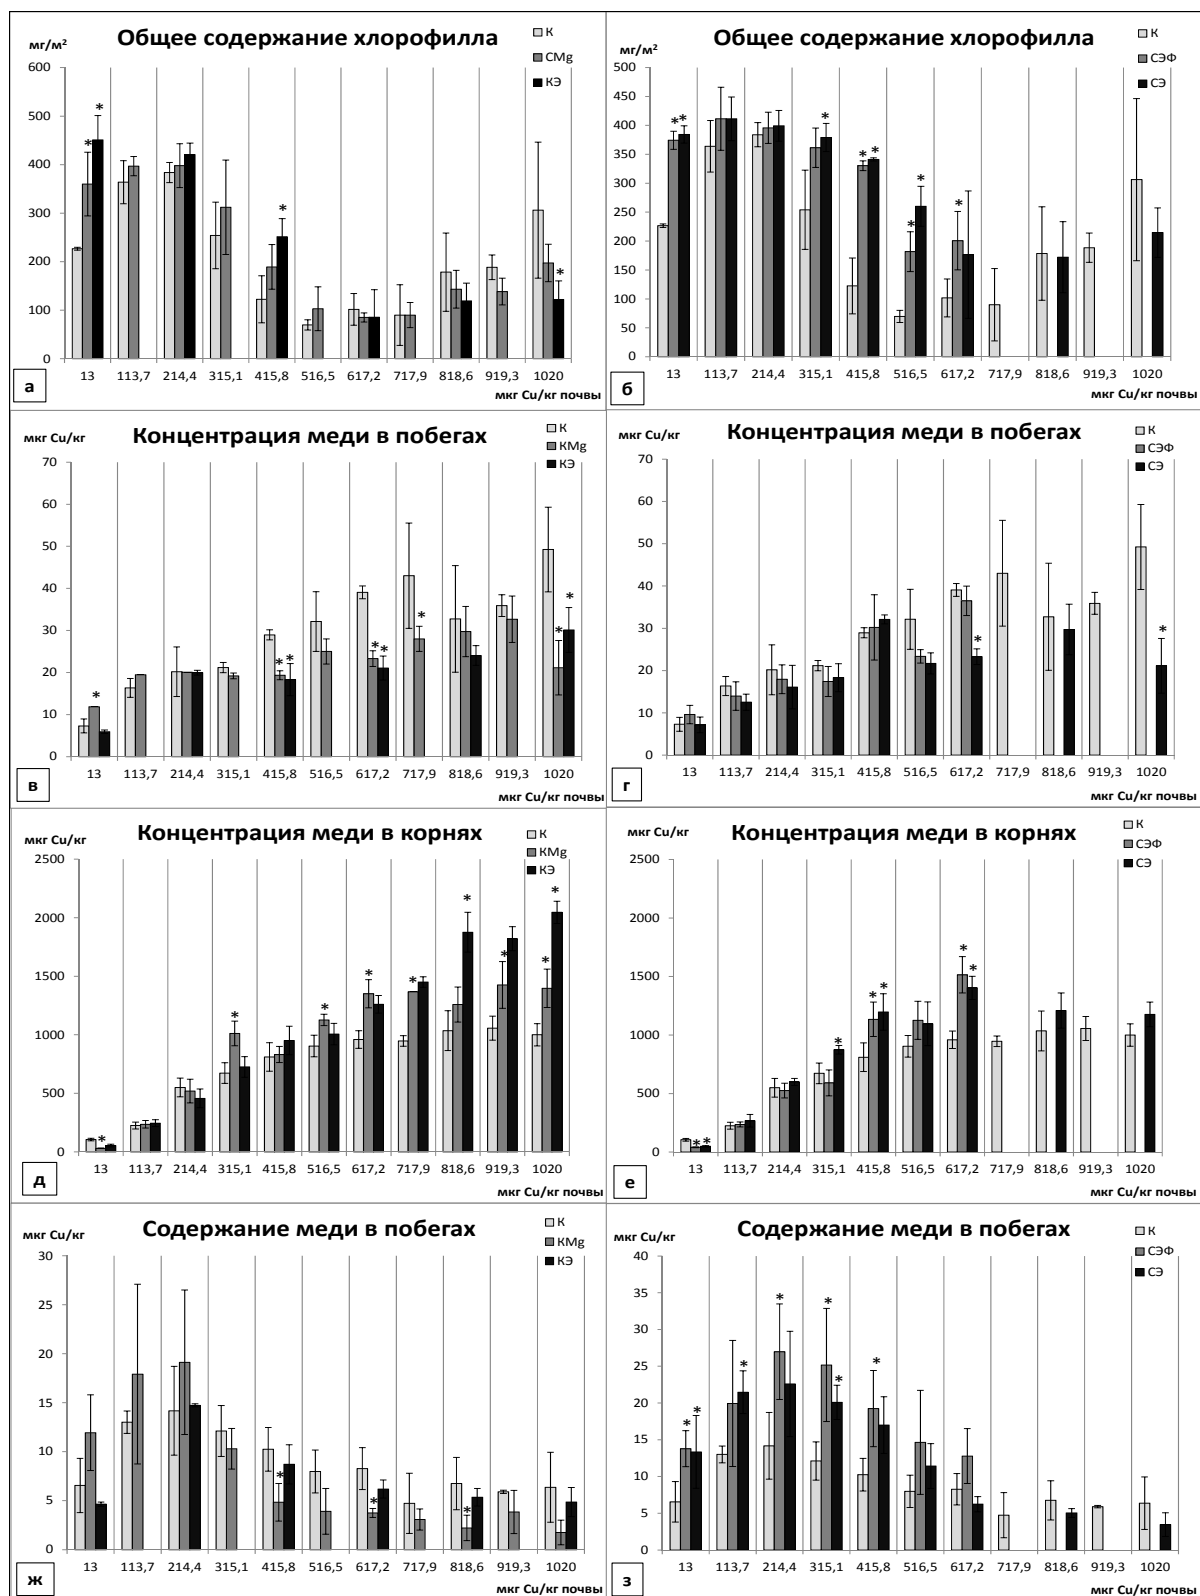 Общее содержание хлорофилла
мг/м²
К
СMg
КЭ
600
500
400
300
200
100
0
* * * *
13 113,7 214,4 315,1 415,8 516,5 617,2 717,9 818,6 919,3 1020
мкг Cu/кг почвы
а
Общее содержание хлорофилла
мг/м²
К
СЭФ
СЭ
500
450
400
350
300
250
200
150
100
50
0
* * * * * * * *
13 113,7 214,4 315,1 415,8 516,5 617,2 717,9 818,6 919,3 1020
мкг Cu/кг почвы
б
Концентрация меди в побегах
мкг Cu/кг
К
КMg
КЭ
70
60
50
40
30
20
10
0
* * * * * * * *
13 113,7 214,4 315,1 415,8 516,5 617,2 717,9 818,6 919,3 1020
мкг Cu/кг почвы
в
Концентрация меди в побегах
мкг Cu/кг
К
СЭФ
СЭ
70
60
50
40
30
20
10
0
* *
13 113,7 214,4 315,1 415,8 516,5 617,2 717,9 818,6 919,3 1020
мкг Cu/кг почвы
г
Концентрация меди в корнях
мкг Cu/кг
К
КMg
КЭ
2500
2000
1500
1000
500
0
* * * * * * * * *
13 113,7 214,4 315,1 415,8 516,5 617,2 717,9 818,6 919,3 1020
мкг Cu/кг почвы
д
Концентрация меди в корнях
мкг Cu/кг
К
СЭФ
СЭ
2500
2000
1500
1000
500
0
* * * * * * *
13 113,7 214,4 315,1 415,8 516,5 617,2 717,9 818,6 919,3 1020
мкг Cu/кг почвы
е
Содержание меди в побегах
мкг Cu/кг
К
КMg
КЭ
30
25
20
15
10
5
0
* * *
13 113,7 214,4 315,1 415,8 516,5 617,2 717,9 818,6 919,3 1020
мкг Cu/кг почвы
ж
Содержание меди в побегах
мкг Cu/кг
К
СЭФ
СЭ
40
35
30
25
20
15
10
5
0
* * * * * * *
13 113,7 214,4 315,1 415,8 516,5 617,2 717,9 818,6 919,3 1020
мкг Cu/кг почвы
з